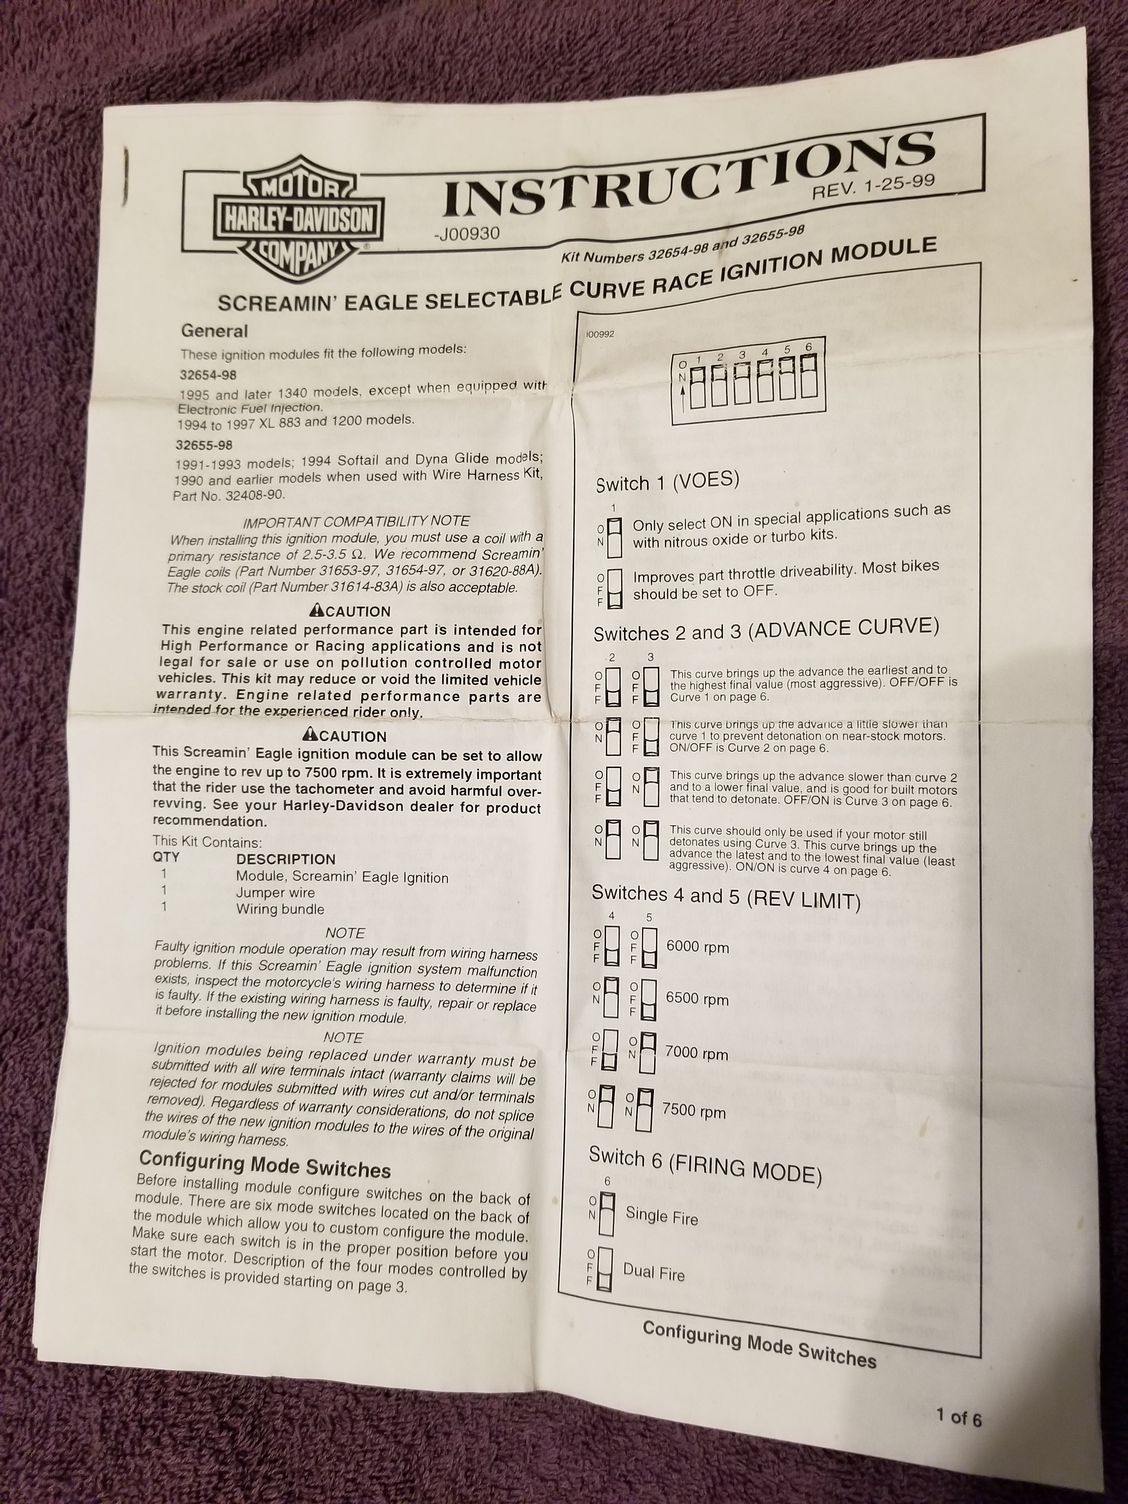 MOTOR
HARLEY-DAVIDSON
COMPANY
®
INSTRUCTIONS
-J00930
REV. 1-25-99
Kit Numbers 32654-98 and 32655-98
SCREAMIN' EAGLE SELECTABLE CURVE RACE IGNITION MODULE
General
These ignition modules fit the following models:
32654-98
1995 and later 1340 models, except when equipped with
Electronic Fuel Injection.
1994 to 1997 XL 883 and 1200 models.
32655-98
1991-1993 models; 1994 Softail and Dyna Glide models;
1990 and earlier models when used with Wire Harness Kit,
Part No. 32408-90.
IMPORTANT COMPATIBILITY NOTE
When installing this ignition module, you must use a coil with a
primary resistance of 2.5-3.5 Ω. We recommend Screamin'
Eagle coils (Part Number 31653-97, 31654-97, or 31620-88A).
The stock coil (Part Number 31614-83A) is also acceptable.
⚠CAUTION
This engine related performance part is intended for
High Performance or Racing applications and is not
legal for sale or use on pollution controlled motor
vehicles. This kit may reduce or void the limited vehicle
warranty. Engine related performance parts are
intended for the experienced rider only.
⚠CAUTION
This Screamin' Eagle ignition module can be set to allow
the engine to rev up to 7500 rpm. It is extremely important
that the rider use the tachometer and avoid harmful over-
revving. See your Harley-Davidson dealer for product
recommendation.
This Kit Contains:
QTY DESCRIPTION
1 Module, Screamin' Eagle Ignition
1 Jumper wire
1 Wiring bundle
NOTE
Faulty ignition module operation may result from wiring harness
problems. If this Screamin' Eagle ignition system malfunction
exists, inspect the motorcycle's wiring harness to determine if it
is faulty. If the existing wiring harness is faulty, repair or replace
it before installing the new ignition module.
NOTE
Ignition modules being replaced under warranty must be
submitted with all wire terminals intact (warranty claims will be
rejected for modules submitted with wires cut and/or terminals
removed). Regardless of warranty considerations, do not splice
the wires of the new ignition modules to the wires of the original
module's wiring harness.
Configuring Mode Switches
Before installing module configure switches on the back of
module. There are six mode switches located on the back of
the module which allow you to custom configure the module.
Make sure each switch is in the proper position before you
start the motor. Description of the four modes controlled by
the switches is provided starting on page 3.
i00992
ON 1 2 3 4 5 6
Switch 1 (VOES)
1
ON Only select ON in special applications such as
with nitrous oxide or turbo kits.
OFF Improves part throttle driveability. Most bikes
should be set to OFF.
Switches 2 and 3 (ADVANCE CURVE)
2 3
OFF OFF This curve brings up the advance the earliest and to
the highest final value (most aggressive). OFF/OFF is
Curve 1 on page 6.
ON OFF This curve brings up the advance a little slower than
curve 1 to prevent detonation on near-stock motors.
ON/OFF is Curve 2 on page 6.
OFF ON This curve brings up the advance slower than curve 2
and to a lower final value, and is good for built motors
that tend to detonate. OFF/ON is Curve 3 on page 6.
ON ON This curve should only be used if your motor still
detonates using Curve 3. This curve brings up the
advance the latest and to the lowest final value (least
aggressive). ON/ON is curve 4 on page 6.
Switches 4 and 5 (REV LIMIT)
4 5
OFF OFF 6000 rpm
ON OFF 6500 rpm
OFF ON 7000 rpm
ON ON 7500 rpm
Switch 6 (FIRING MODE)
6
ON Single Fire
OFF Dual Fire
Configuring Mode Switches
1 of 6